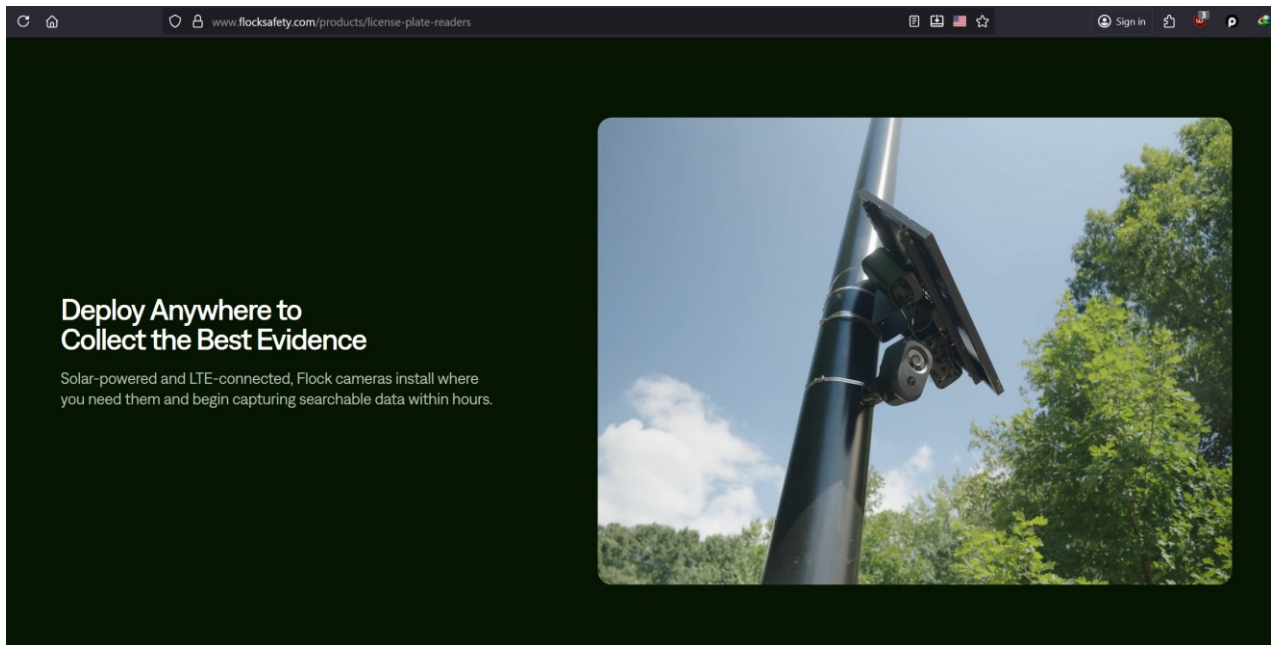 www.flocksafety.com/products/license-plate-readers
Sign in
3
Deploy Anywhere to
Collect the Best Evidence
Solar-powered and LTE-connected, Flock cameras install where
you need them and begin capturing searchable data within hours.